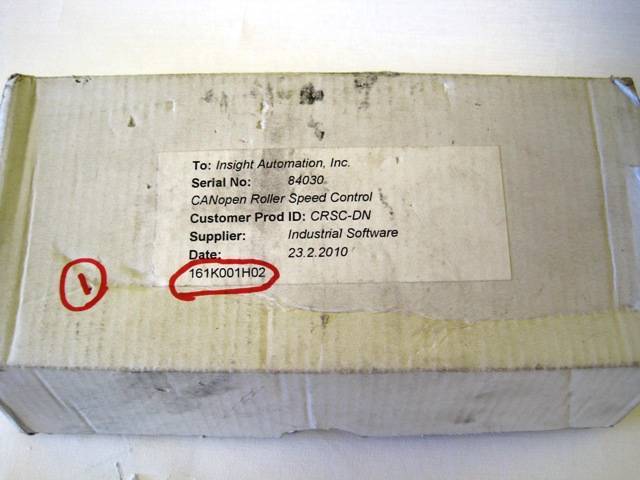 To: Insight Automation, Inc.
Serial No: 84030
CANopen Roller Speed Control
Customer Prod ID: CRSC-DN
Supplier: Industrial Software
Date: 23.2.2010
161K001H02
1